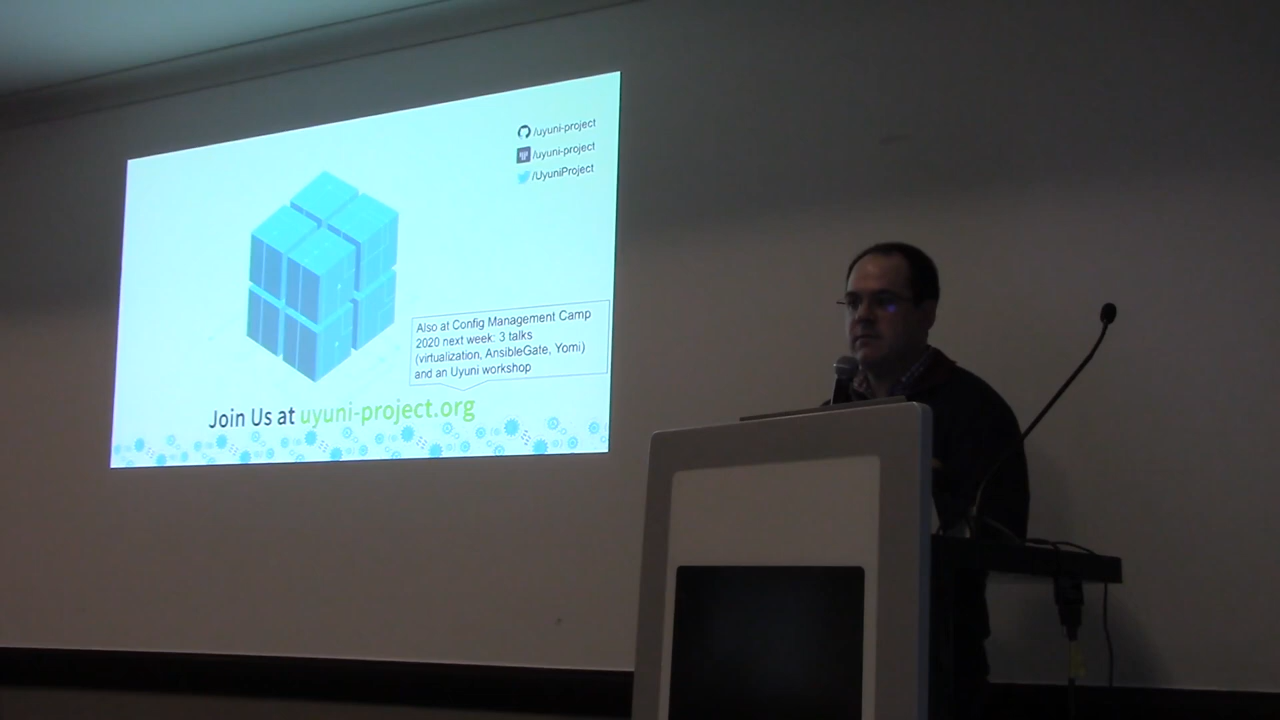 /uyuni-project
/uyuni-project
/UyuniProject
Also at Config Management Camp
2020 next week: 3 talks
(virtualization, AnsibleGate, Yomi)
and an Uyuni workshop
Join Us at uyuni-project.org